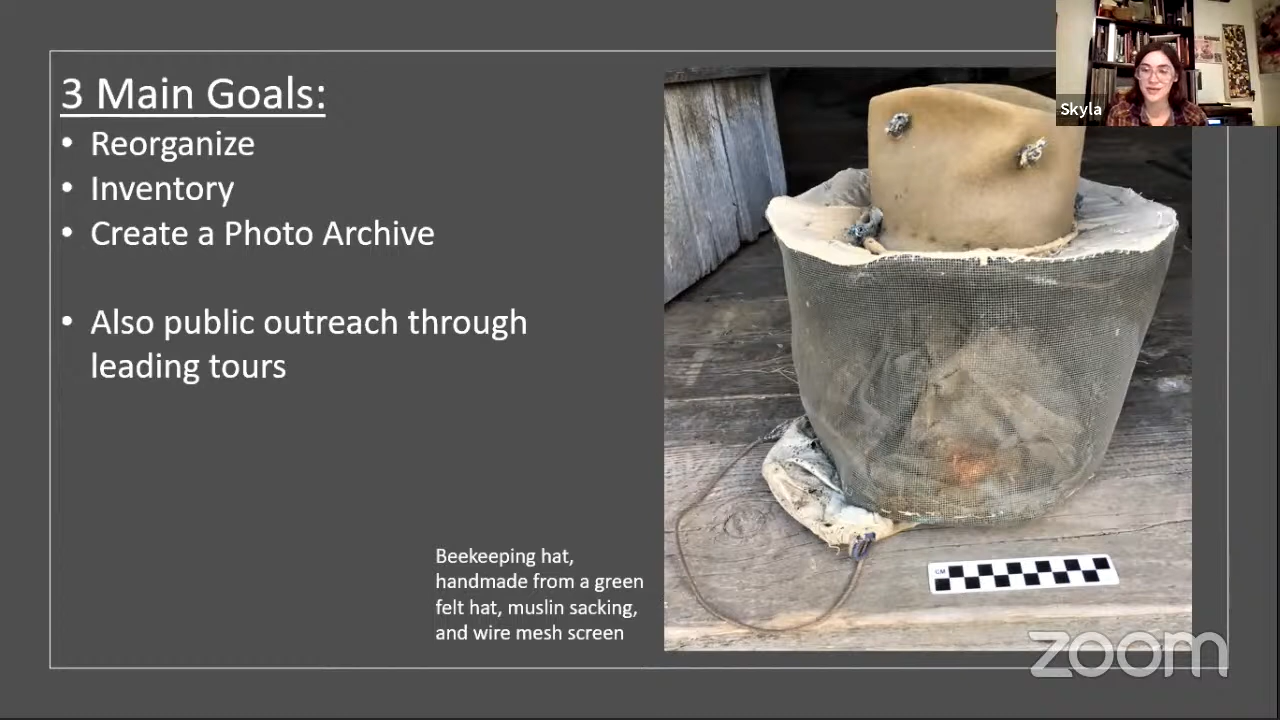 3 Main Goals:
• Reorganize
• Inventory
• Create a Photo Archive
• Also public outreach through
leading tours
Beekeeping hat,
handmade from a green
felt hat, muslin sacking,
and wire mesh screen
Skyla
CM
zoom